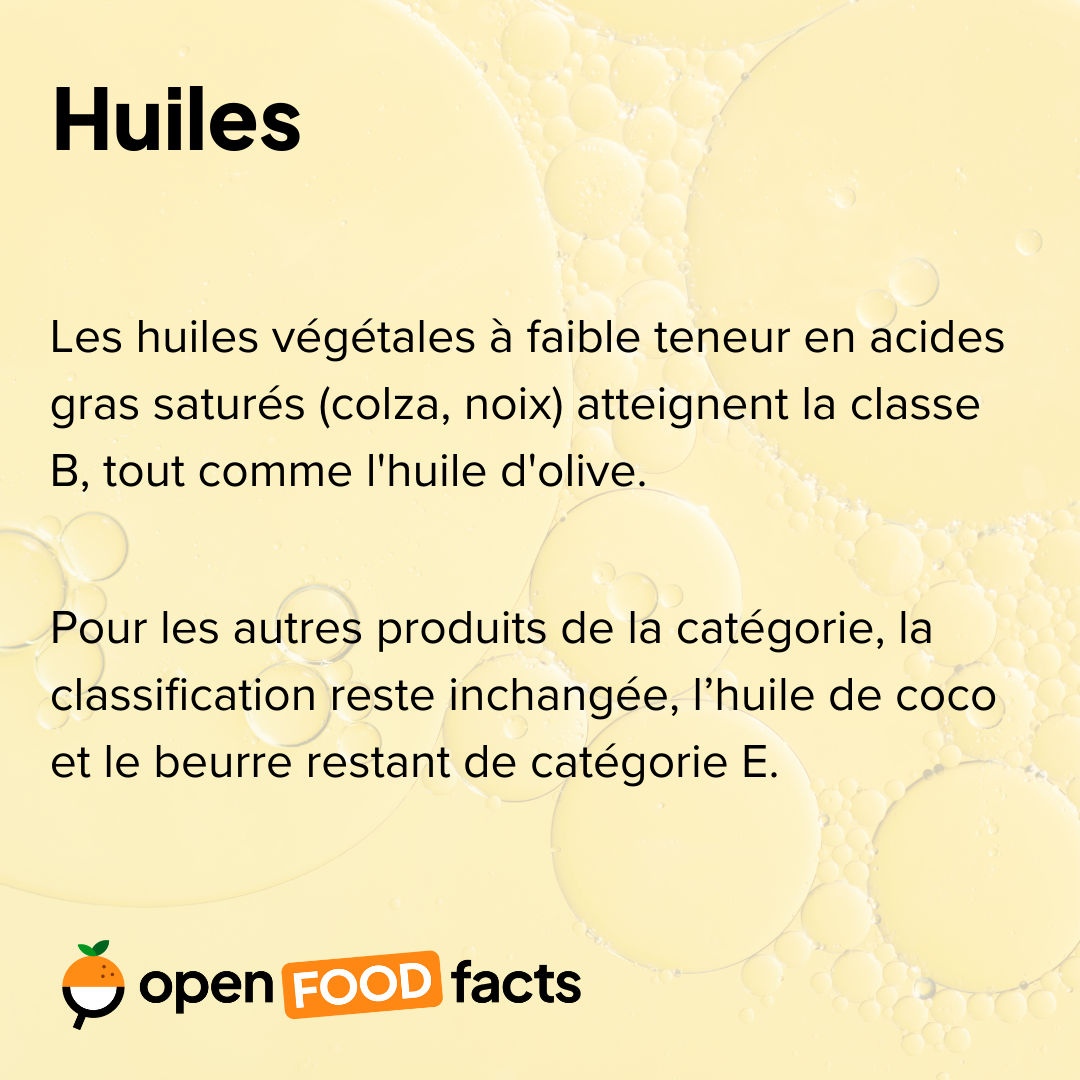 Huiles
Les huiles végétales à faible teneur en acides
gras saturés (colza, noix) atteignent la classe
B, tout comme l'huile d'olive.
Pour les autres produits de la catégorie, la
classification reste inchangée, l’huile de coco
et le beurre restant de catégorie E.
open FOOD facts